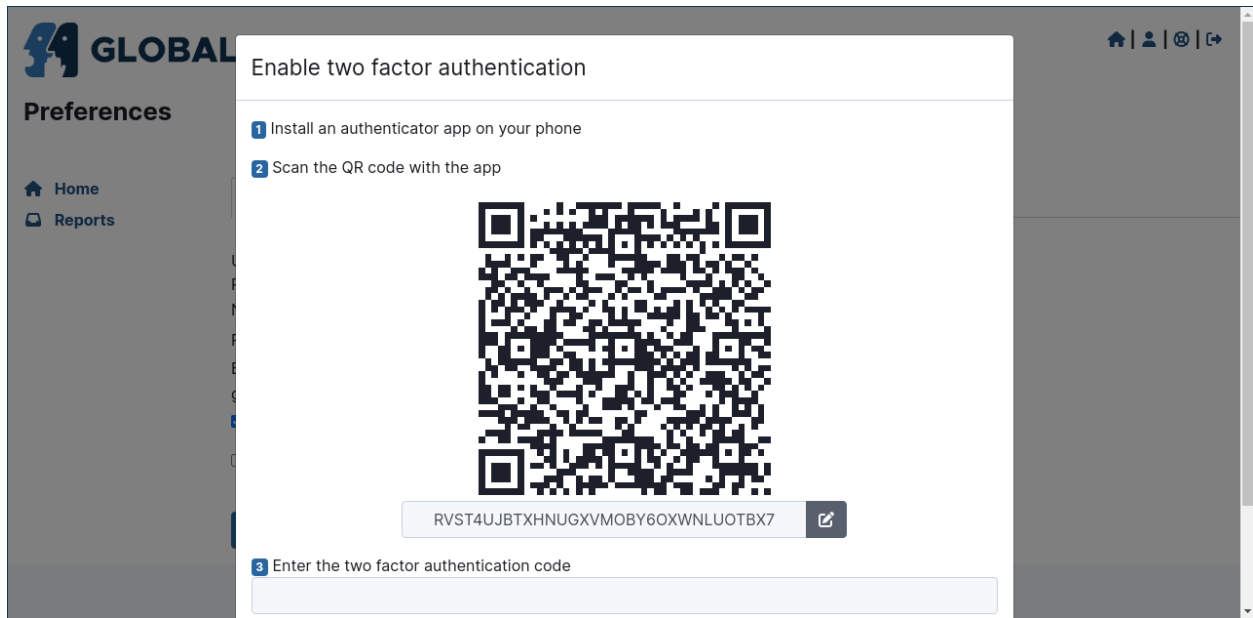 GLOBAL
Preferences
Home
Reports
Enable two factor authentication
1 Install an authenticator app on your phone
2 Scan the QR code with the app
RVST4UJBTXHNUGXVMOBY6OXWNLUOTBX7
3 Enter the two factor authentication code